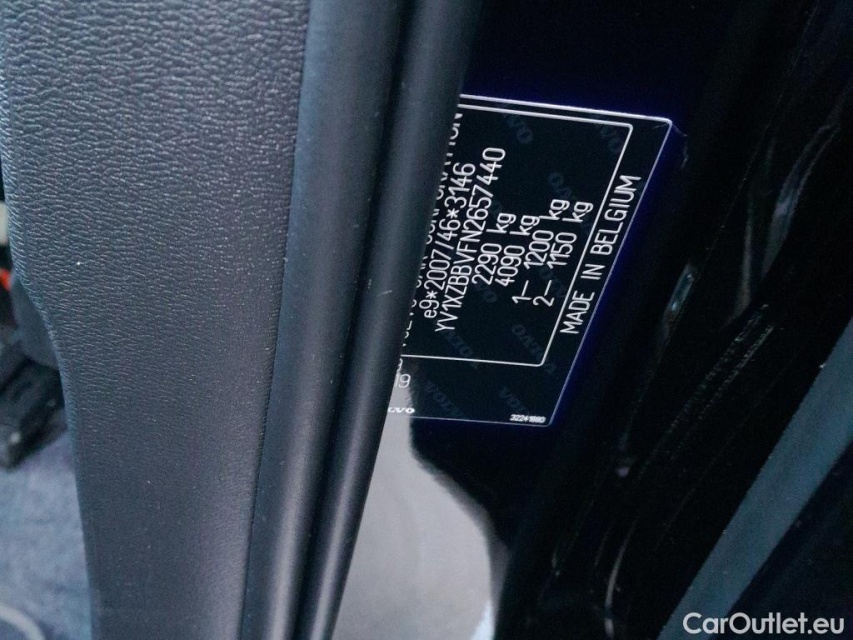 e9*2007/46*3146
YV1XZBBVFN2657440
2290 kg
4090 kg
1– 1200 kg
2– 1150 kg
MADE IN BELGIUM
19
VOLVO
CarOutlet.eu